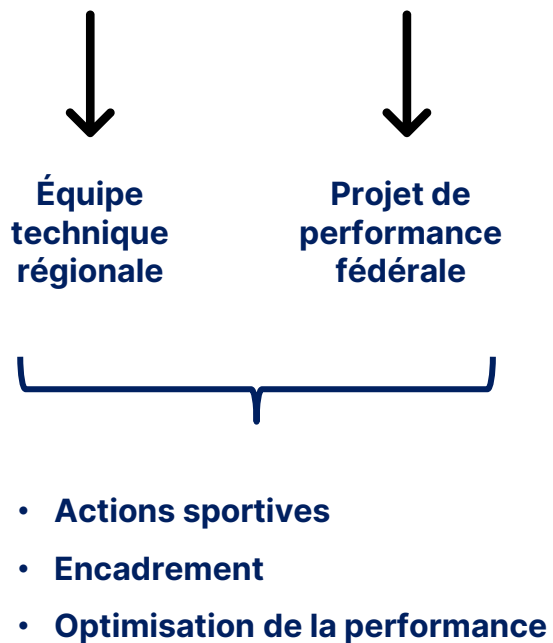 Équipe
technique
régionale
Projet de
performance
fédérale
• Actions sportives
• Encadrement
• Optimisation de la performance